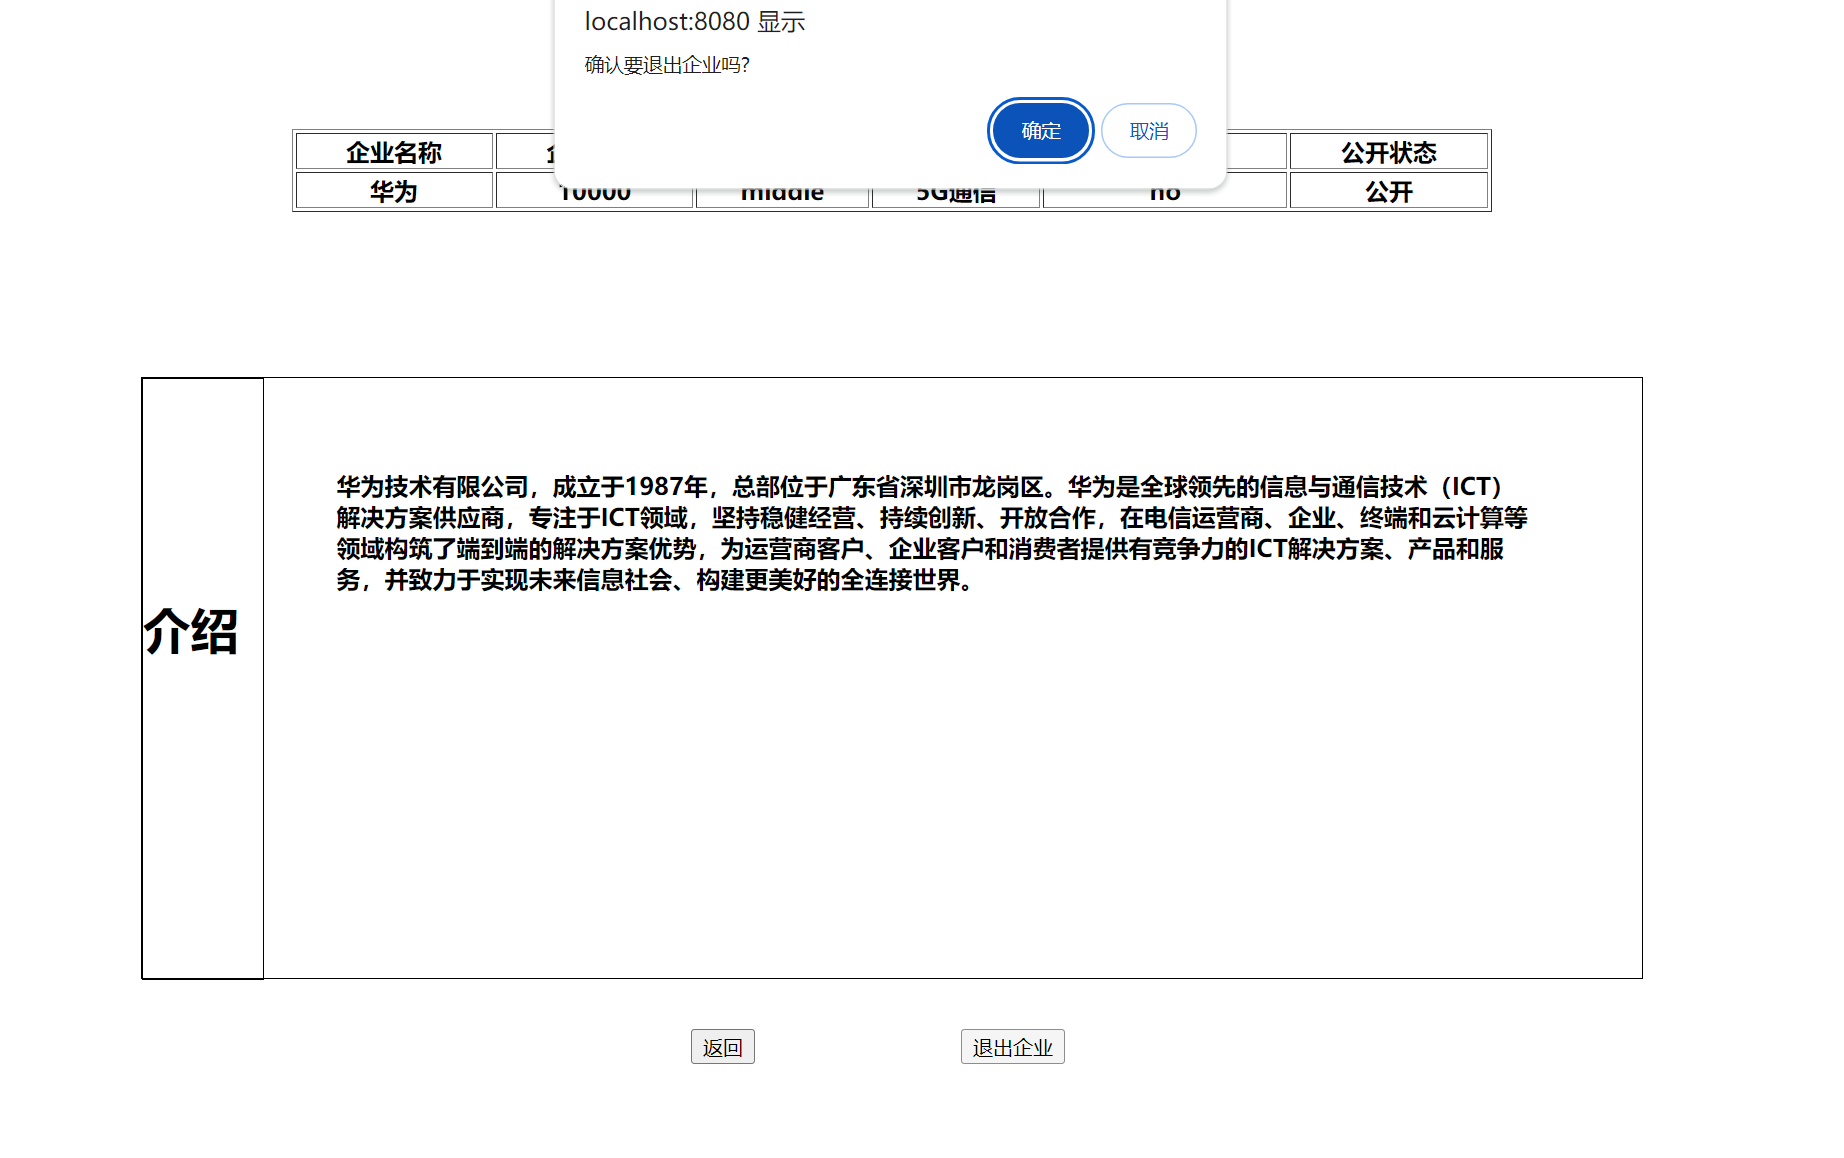 localhost:8080 显示
确认要退出企业吗?
确定 取消
企业名称 公开状态
华为 10000 middle 5G通信 no 公开
介绍
华为技术有限公司，成立于1987年，总部位于广东省深圳市龙岗区。华为是全球领先的信息与通信技术（ICT）
解决方案供应商，专注于ICT领域，坚持稳健经营、持续创新、开放合作，在电信运营商、企业、终端和云计算等
领域构筑了端到端的解决方案优势，为运营商客户、企业客户和消费者提供有竞争力的ICT解决方案、产品和服
务，并致力于实现未来信息社会、构建更美好的全连接世界。
返回 退出企业